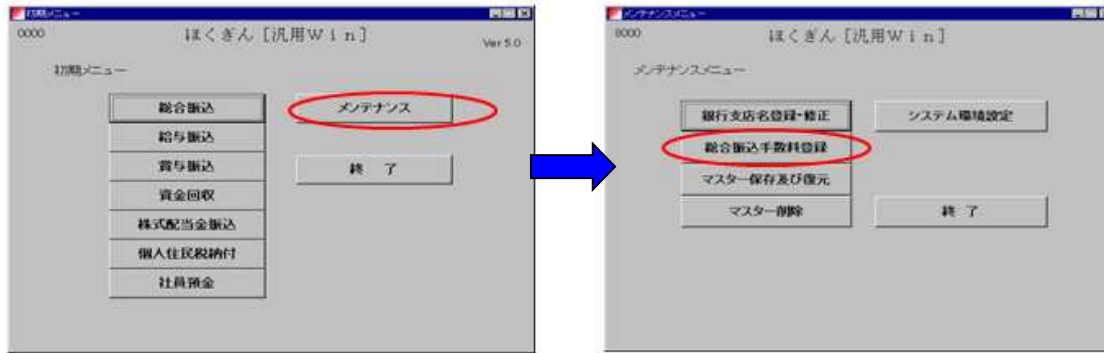 初期メニュー
0000
ほくぎん [汎用Win]
Ver 5.0
初期メニュー
総合振込
メンテナンス
給与振込
賞与振込
終 了
資金回収
株式配当金振込
個人住民税納付
社員預金
メンテナンスメニュー
8000
ほくぎん [汎用Win]
メンテナンスメニュー
銀行支店名登録・修正
システム環境設定
総合振込手数料登録
マスター保存及び復元
マスター削除
終 了